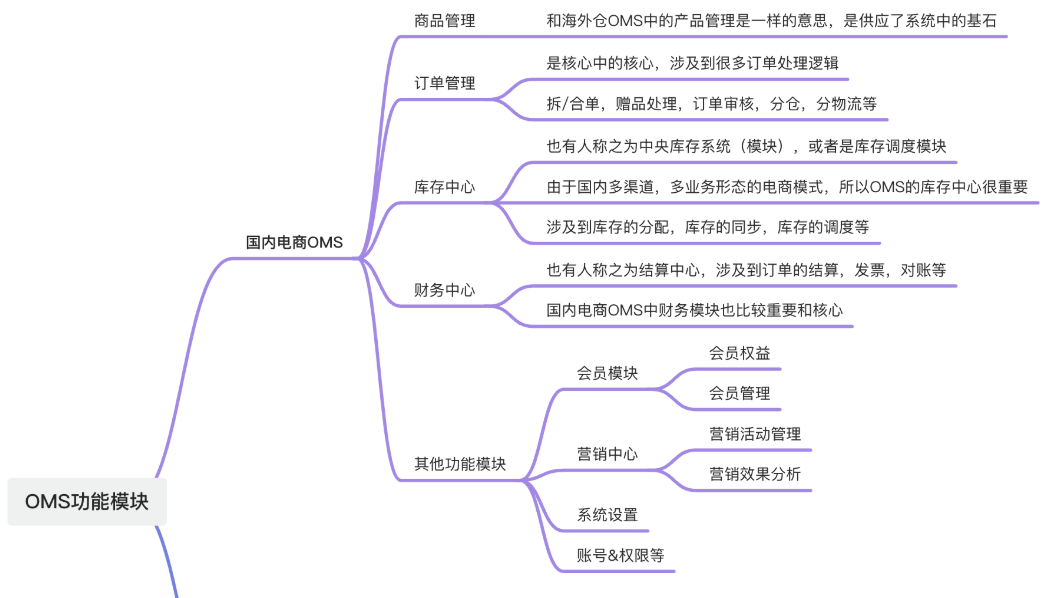 商品管理
和海外仓OMS中的产品管理是一样的意思，是供应了系统中的基石
订单管理
是核心中的核心，涉及到很多订单处理逻辑
拆/合单，赠品处理，订单审核，分仓，分物流等
库存中心
也有人称之为中央库存系统（模块），或者是库存调度模块
由于国内多渠道，多业务形态的电商模式，所以OMS的库存中心很重要
涉及到库存的分配，库存的同步，库存的调度等
国内电商OMS
财务中心
也有人称之为结算中心，涉及到订单的结算，发票，对账等
国内电商OMS中财务模块也比较重要和核心
其他功能模块
会员模块
会员权益
会员管理
营销中心
营销活动管理
营销效果分析
系统设置
账号&权限等
OMS功能模块